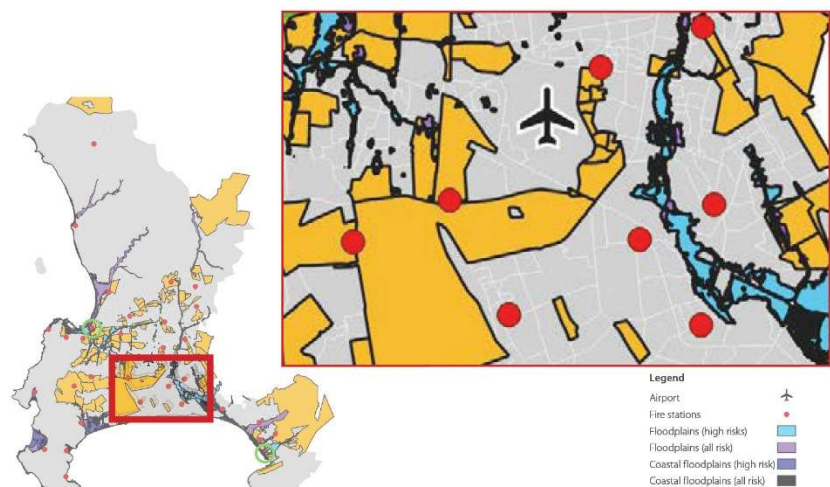 Legend
Airport
Fire stations
Floodplains (high risks)
Floodplains (all risk)
Coastal floodplains (high risk)
Coastal floodplains (all risk)